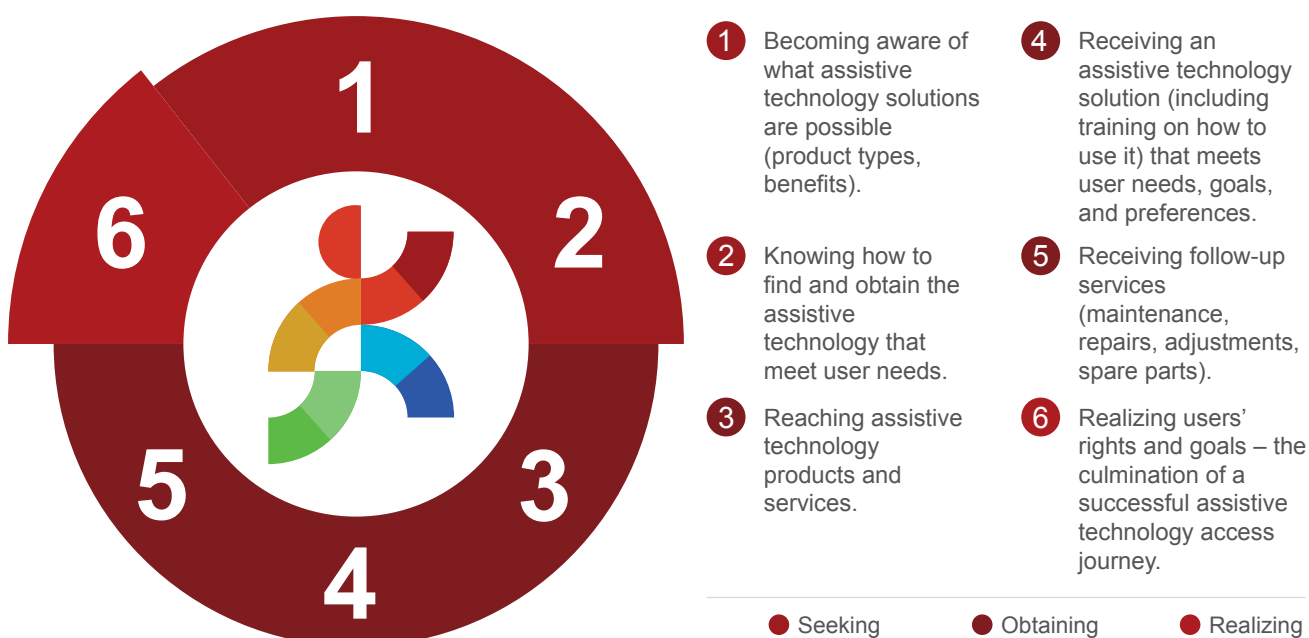 1
2
3
4
5
6
1 Becoming aware of
what assistive
technology solutions
are possible
(product types,
benefits).
2 Knowing how to
find and obtain the
assistive
technology that
meet user needs.
3 Reaching assistive
technology
products and
services.
4 Receiving an
assistive technology
solution (including
training on how to
use it) that meets
user needs, goals,
and preferences.
5 Receiving follow-up
services
(maintenance,
repairs, adjustments,
spare parts).
6 Realizing users’
rights and goals – the
culmination of a
successful assistive
technology access
journey.
Seeking Obtaining Realizing